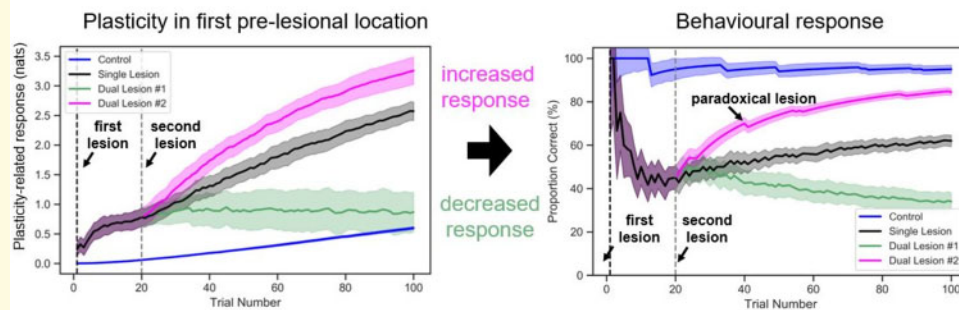 Plasticity in first pre-lesional location
Plasticity-related response (nats)
3.5
3.0
2.5
2.0
1.5
1.0
0.5
0.0
Control
Single Lesion
Dual Lesion #1
Dual Lesion #2
first
lesion
second
lesion
0
20
40
60
80
100
Trial Number
increased
response
decreased
response
Behavioural response
Proportion Correct (%)
100
80
60
40
20
0
paradoxical lesion
first
lesion
second
lesion
Control
Single Lesion
Dual Lesion #1
Dual Lesion #2
0
20
40
60
80
100
Trial Number